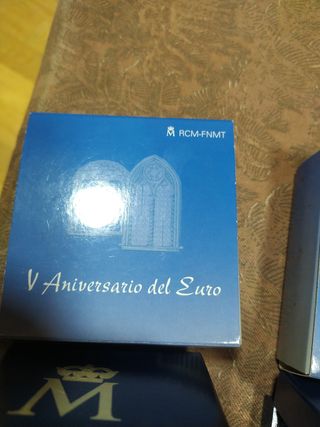 RCM-FNMT
V Aniversario del Euro
M